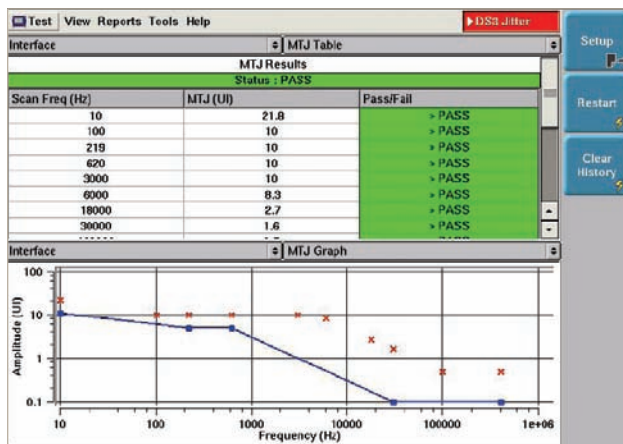 Test View Reports Tools Help
DS3 Jitter
Setup
Restart
Clear History
Interface MTJ Table
MTJ Results
Status : PASS
Scan Freq (Hz) MTJ (UI) Pass/Fail
10 21.8 > PASS
100 10 > PASS
219 10 > PASS
620 10 > PASS
3000 10 > PASS
6000 8.3 > PASS
18000 2.7 > PASS
30000 1.6 > PASS
Interface MTJ Graph
Amplitude (UI)
100
10
1
0.1
10 100 1000 10000 100000 1e+06
Frequency (Hz)